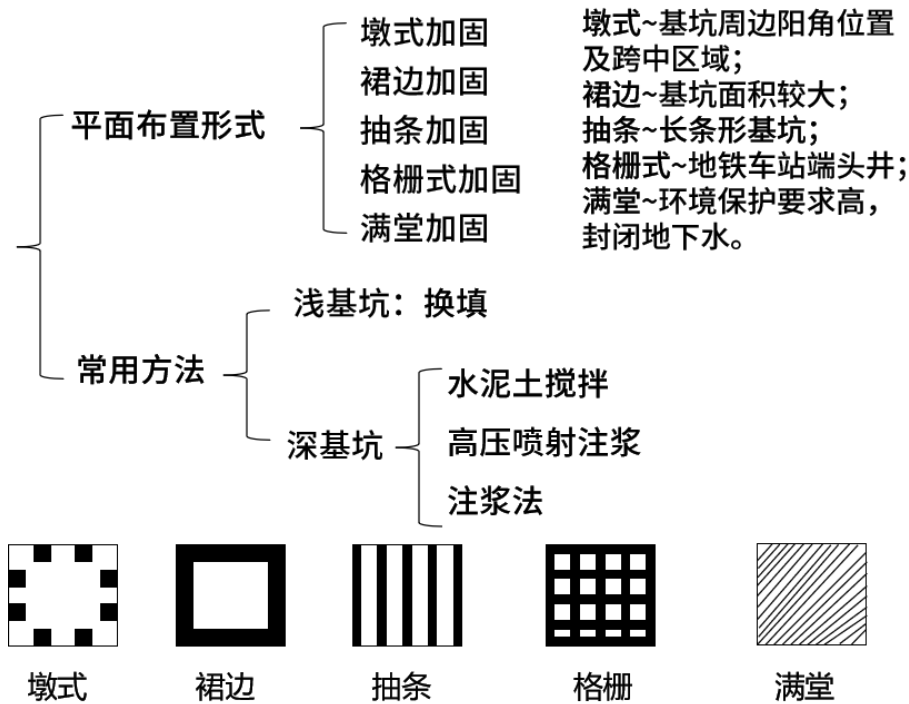 平面布置形式
墩式加固
裙边加固
抽条加固
格栅式加固
满堂加固
墩式~基坑周边阳角位置
及跨中区域；
裙边~基坑面积较大；
抽条~长条形基坑；
格栅式~地铁车站端头井；
满堂~环境保护要求高，
封闭地下水。
常用方法
浅基坑：换填
深基坑
水泥土搅拌
高压喷射注浆
注浆法
墩式
裙边
抽条
格栅
满堂